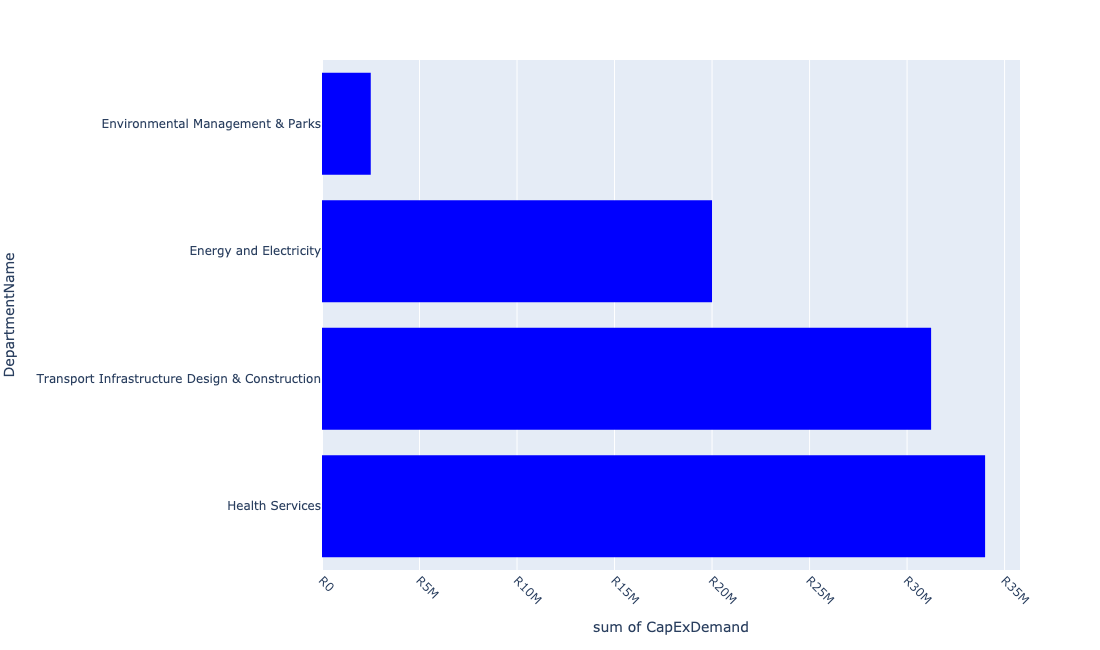 DepartmentName
Environmental Management & Parks
Energy and Electricity
Transport Infrastructure Design & Construction
Health Services
R0
R5M
R10M
R15M
R20M
R25M
R30M
R35M
sum of CapExDemand